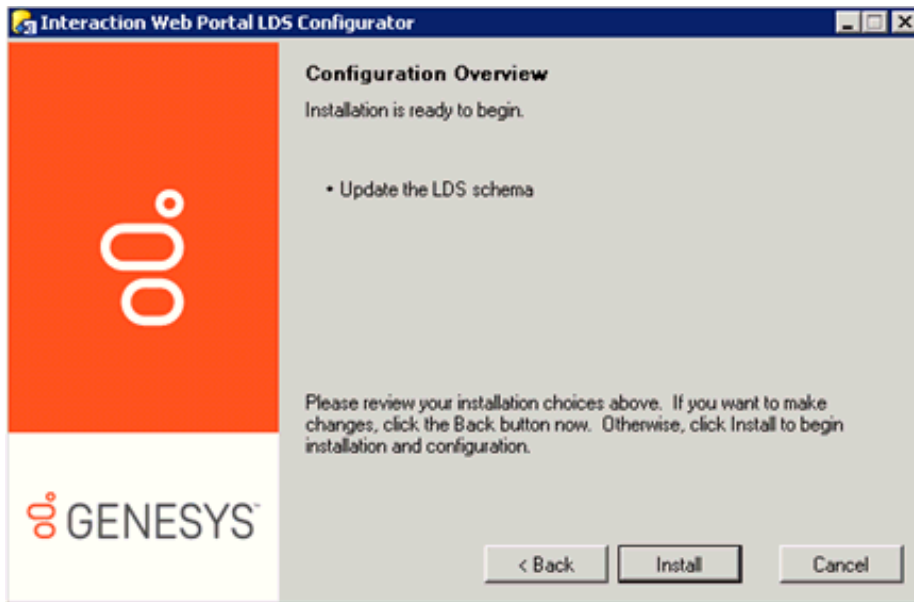 Interaction Web Portal LDS Configurator
Configuration Overview
Installation is ready to begin.
• Update the LDS schema
Please review your installation choices above. If you want to make
changes, click the Back button now. Otherwise, click Install to begin
installation and configuration.
GENESYS™
< Back
Install
Cancel